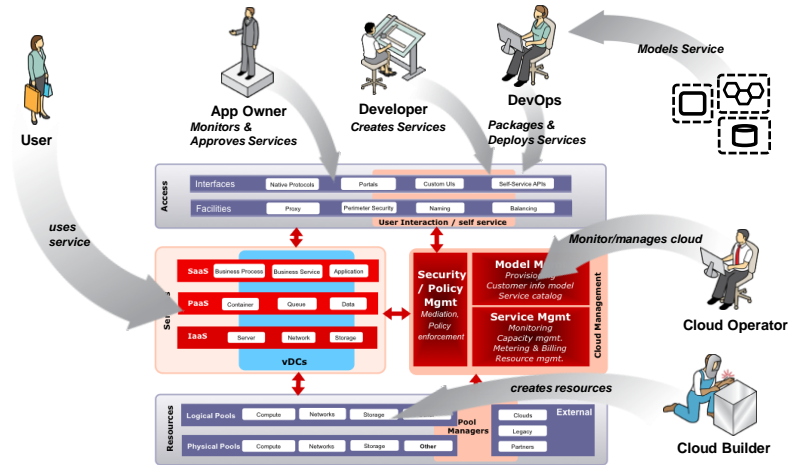 Models Service
User
App Owner
Monitors &
Approves Services
Developer
Creates Services
DevOps
Packages &
Deploys Services
uses
service
Access
Interfaces
Native Protocols
Portals
Custom UIs
Self-Service APIs
Facilities
Proxy
Perimeter Security
Naming
Balancing
User Interaction / self service
SaaS
Business Process
Business Service
Application
PaaS
Container
Queue
Data
IaaS
Server
Network
Storage
vDCs
Security
/ Policy
Mgmt
Mediation,
Policy
enforcement
Customer info model
Service catalog
Service Mgmt
Monitoring
Capacity mgmt.
Metering & Billing
Resource mgmt.
Cloud Management
Monitor/manages cloud
Cloud Operator
creates resources
Cloud Builder
Resources
Logical Pools
Compute
Networks
Storage
Physical Pools
Compute
Networks
Storage
Other
Pool
Managers
External
Clouds
Legacy
Partners